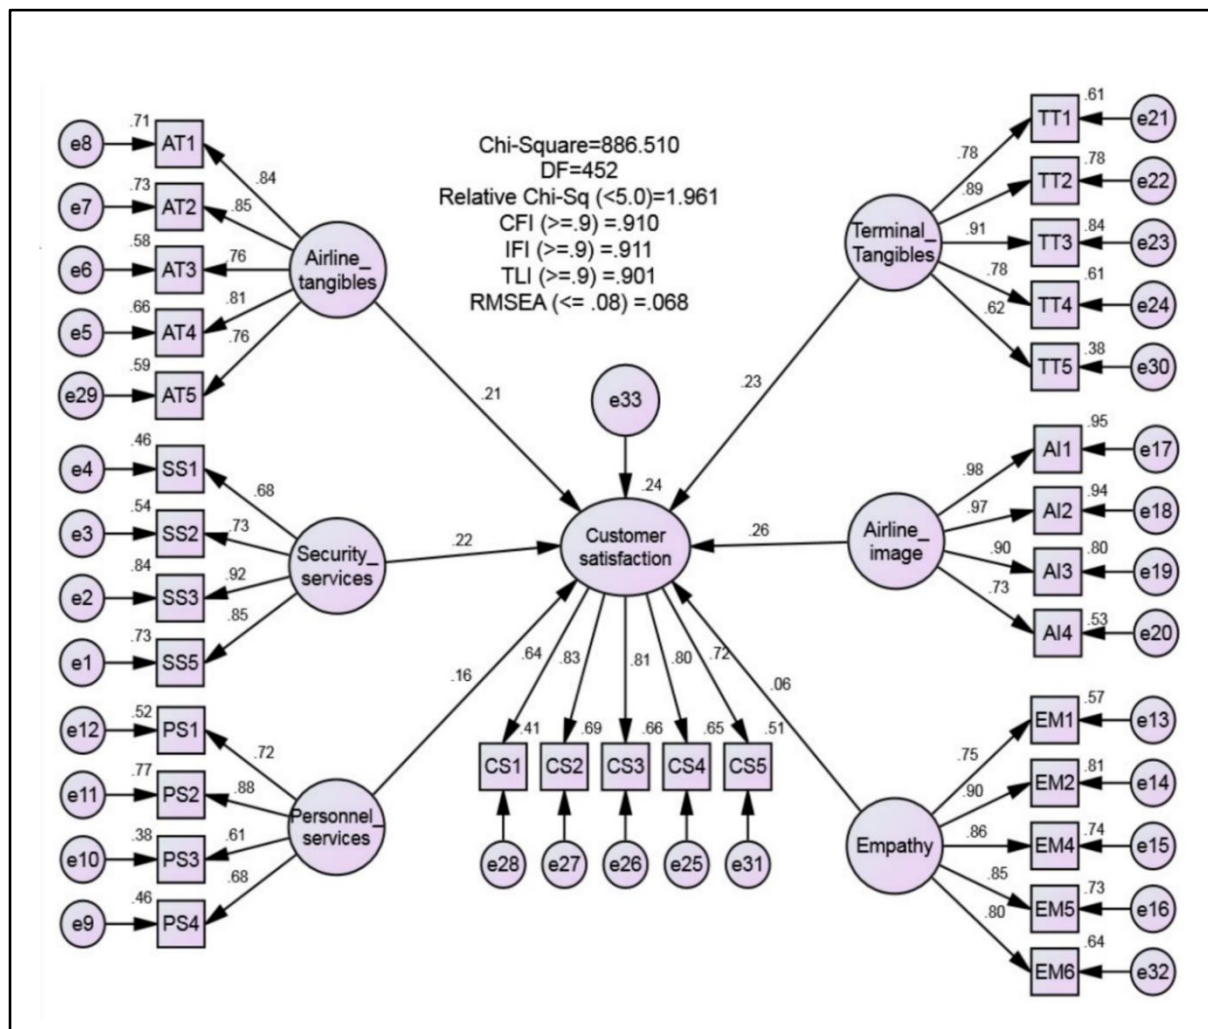 Chi-Square=886.510
DF=452
Relative Chi-Sq (<5.0)=1.961
CFI (>=.9) =.910
IFI (>=.9) =.911
TLI (>=.9) =.901
RMSEA (<= .08) =.068
e8
.71
AT1
.84
e7
.73
AT2
.85
e6
.58
AT3
.76
e5
.66
AT4
.81
e29
.59
AT5
.76
Airline_
tangibles
.21
e4
.46
SS1
.68
e3
.54
SS2
.73
e2
.84
SS3
.92
e1
.73
SS5
.85
Security_
services
.22
e12
.52
PS1
.72
e11
.77
PS2
.88
e10
.38
PS3
.61
e9
.46
PS4
.68
Personnel_
services
.16
e33
.24
Customer
satisfaction
.64
.83
.81
.80
.72
.41
.69
.66
.65
.51
CS1
CS2
CS3
CS4
CS5
e28
e27
e26
e25
e31
Terminal_
Tangibles
.23
.78
TT1
.61
e21
.89
TT2
.78
e22
.91
TT3
.84
e23
.78
TT4
.61
e24
.62
TT5
.38
e30
Airline_
image
.26
.98
AI1
.95
e17
.97
AI2
.94
e18
.90
AI3
.80
e19
.73
AI4
.53
e20
Empathy
.06
.75
EM1
.57
e13
.90
EM2
.81
e14
.86
EM4
.74
e15
.85
EM5
.73
e16
.80
EM6
.64
e32